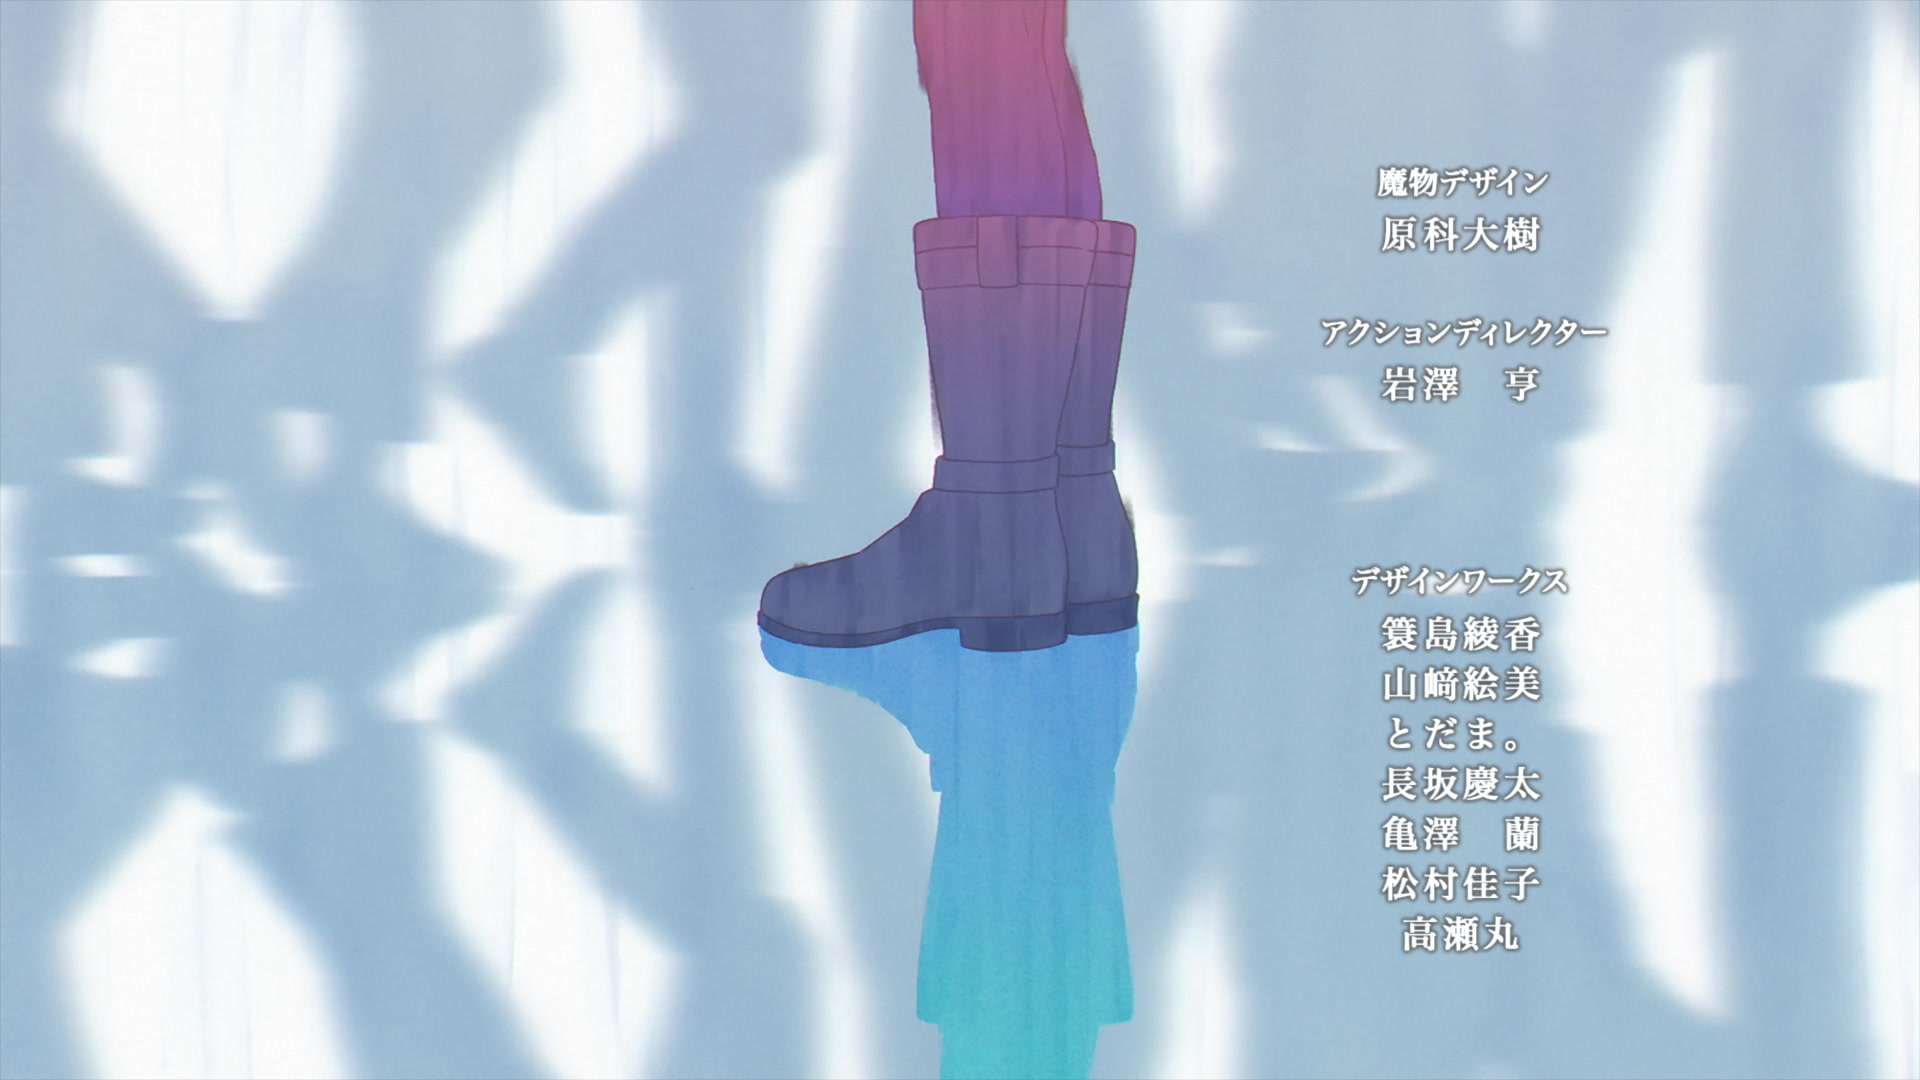 魔物デザイン
原科大樹
アクションディレクター
岩澤　亨
デザインワークス
簑島綾香
山﨑絵美
とだま。
長坂慶太
亀澤　蘭
松村佳子
高瀬丸